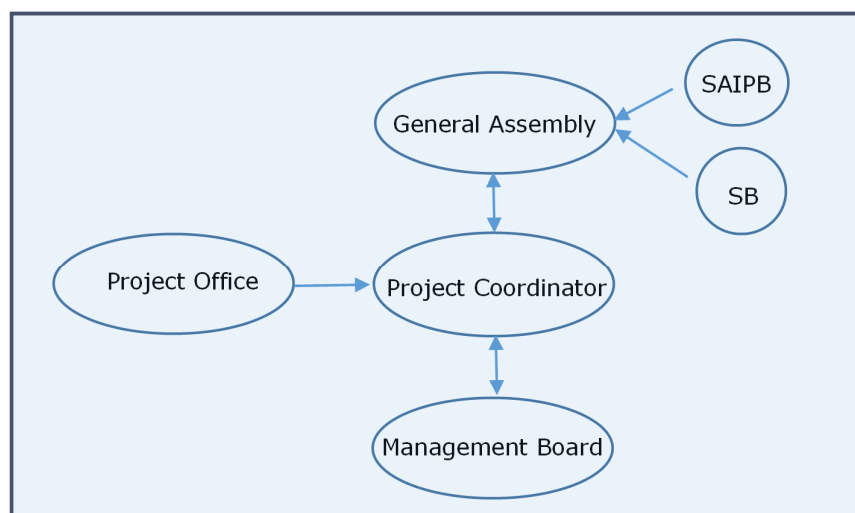 SAIPB
General Assembly
SB
Project Office
Project Coordinator
Management Board